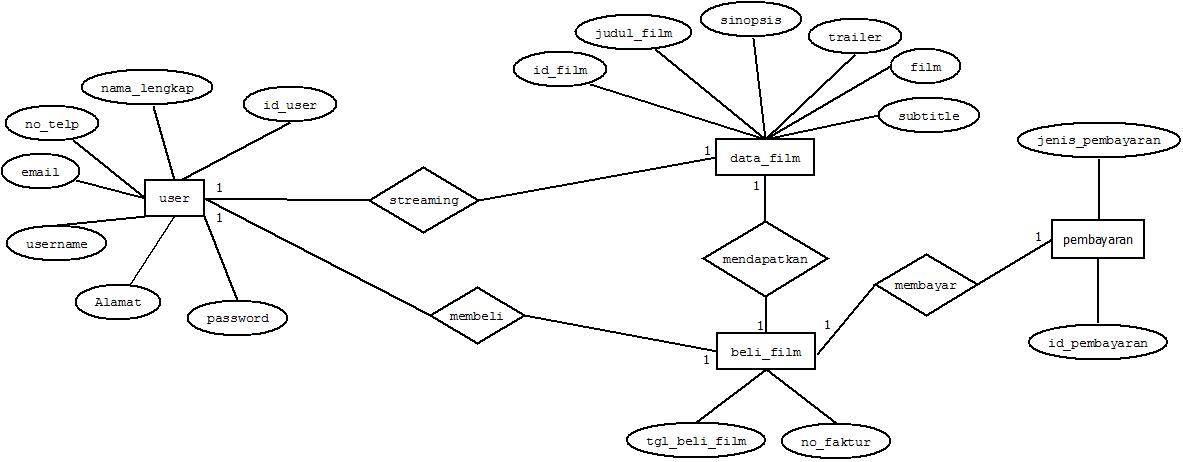 sinopsis
judul_film
trailer
id_film
film
nama_lengkap
id_user
subtitle
no_telp
jenis_pembayaran
1
data_film
email
1
1
user
streaming
1
1
pembayaran
username
mendapatkan
membayar
Alamat
password
membeli
1
1
id_pembayaran
beli_film
1
tgl_beli_film
no_faktur